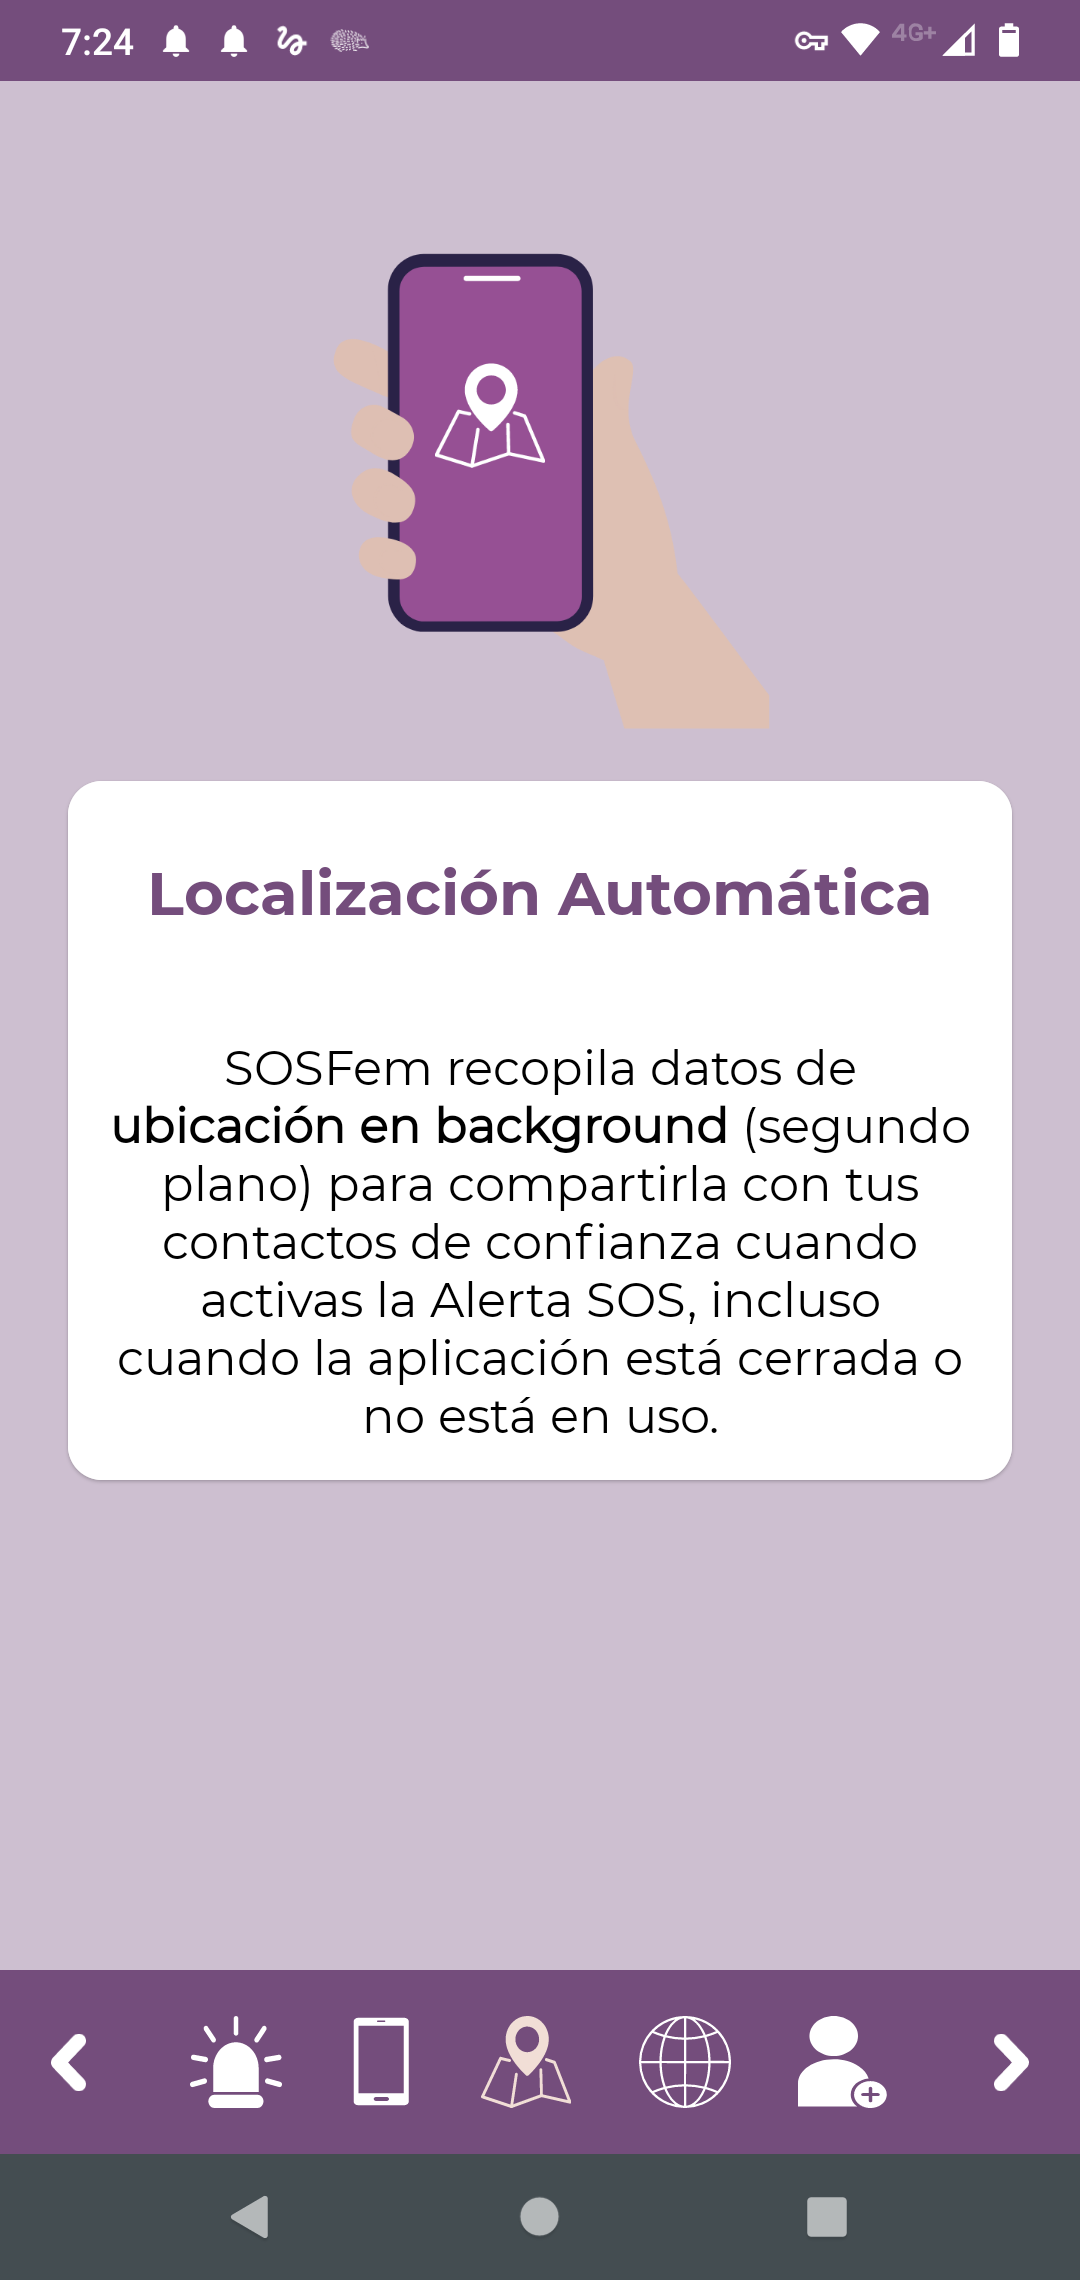 7:24
4G+
Localización Automática
SOSFem recopila datos de
ubicación en background (segundo
plano) para compartirla con tus
contactos de confianza cuando
activas la Alerta SOS, incluso
cuando la aplicación está cerrada o
no está en uso.